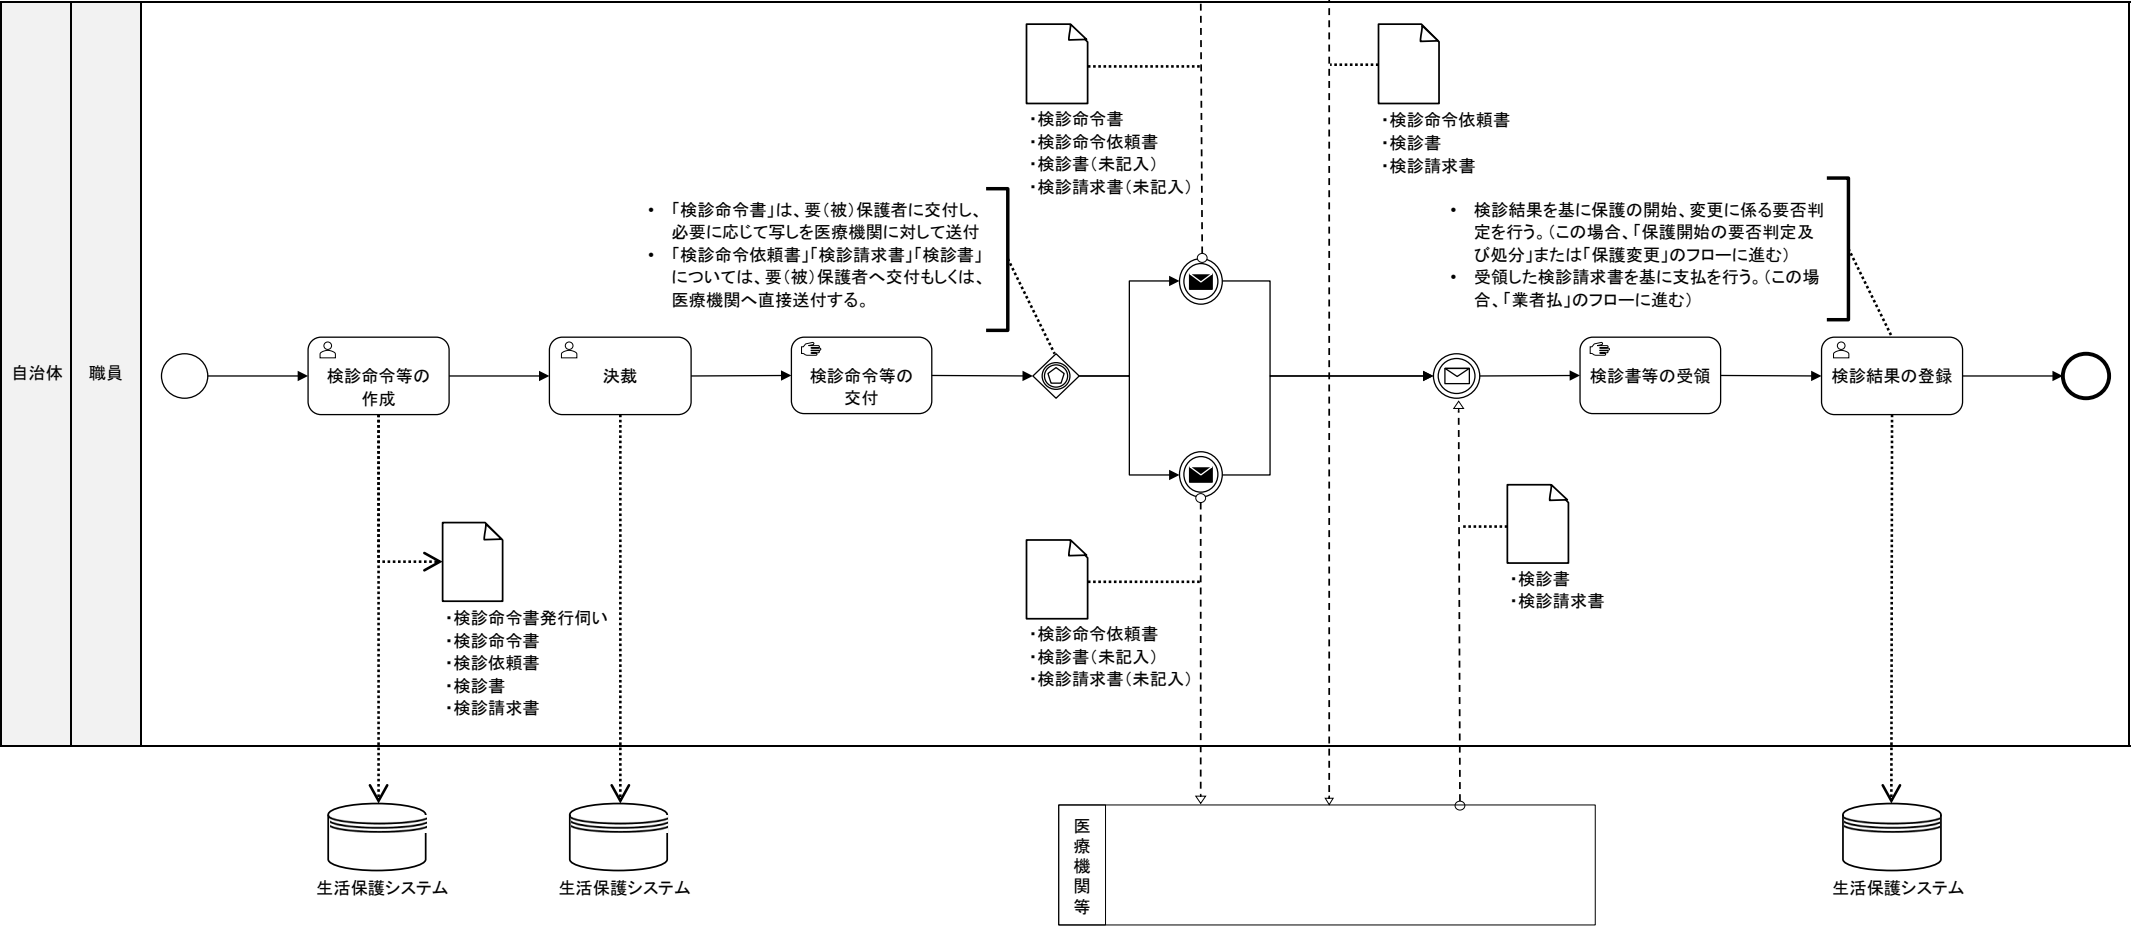 自治体
職員
検診命令等の
作成
・検診命令書発行伺い
・検診命令書
・検診依頼書
・検診書
・検診請求書
生活保護システム
決裁
生活保護システム
検診命令等の
交付
• 「検診命令書」は、要(被)保護者に交付し、
必要に応じて写しを医療機関に対して送付
• 「検診命令依頼書」「検診請求書」「検診書」
については、要(被)保護者へ交付もしくは、
医療機関へ直接送付する。
・検診命令書
・検診命令依頼書
・検診書(未記入)
・検診請求書(未記入)
・検診命令依頼書
・検診書(未記入)
・検診請求書(未記入)
・検診命令依頼書
・検診書
・検診請求書
・検診書
・検診請求書
検診書等の受領
• 検診結果を基に保護の開始、変更に係る要否判
定を行う。(この場合、「保護開始の要否判定及
び処分」または「保護変更」のフローに進む)
• 受領した検診請求書を基に支払を行う。(この場
合、「業者払」のフローに進む)
検診結果の登録
生活保護システム
医療機関等